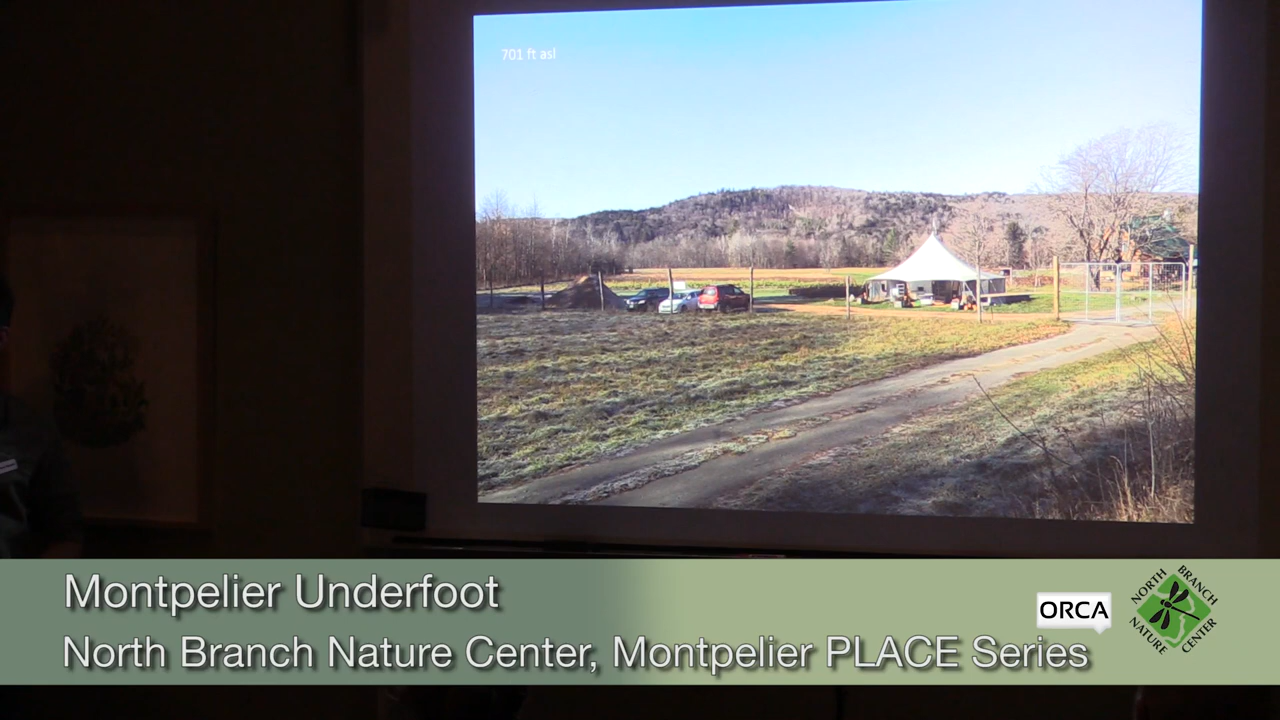 701 ft asl
Montpelier Underfoot
North Branch Nature Center, Montpelier PLACE Series
ORCA
NORTH BRANCH
NATURE CENTER